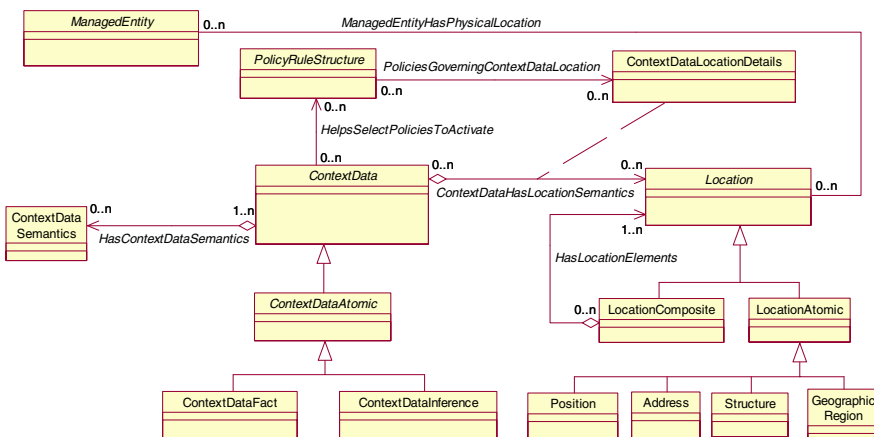 ManagedEntity
0..n
ManagedEntityHasPhysicalLocation
PolicyRuleStructure
PoliciesGoverningContextDataLocation
ContextDataLocationDetails
0..n
0..n
0..n
HelpsSelectPoliciesToActivate
0..n
ContextData
0..n
0..n
ContextDataHasLocationSemantics
Location
0..n
ContextData
Semantics
0..n
1..n
HasContextDataSemantics
1..n
HasLocationElements
ContextDataAtomic
0..n
LocationComposite
LocationAtomic
ContextDataFact
ContextDataInference
Position
Address
Structure
Geographic
Region